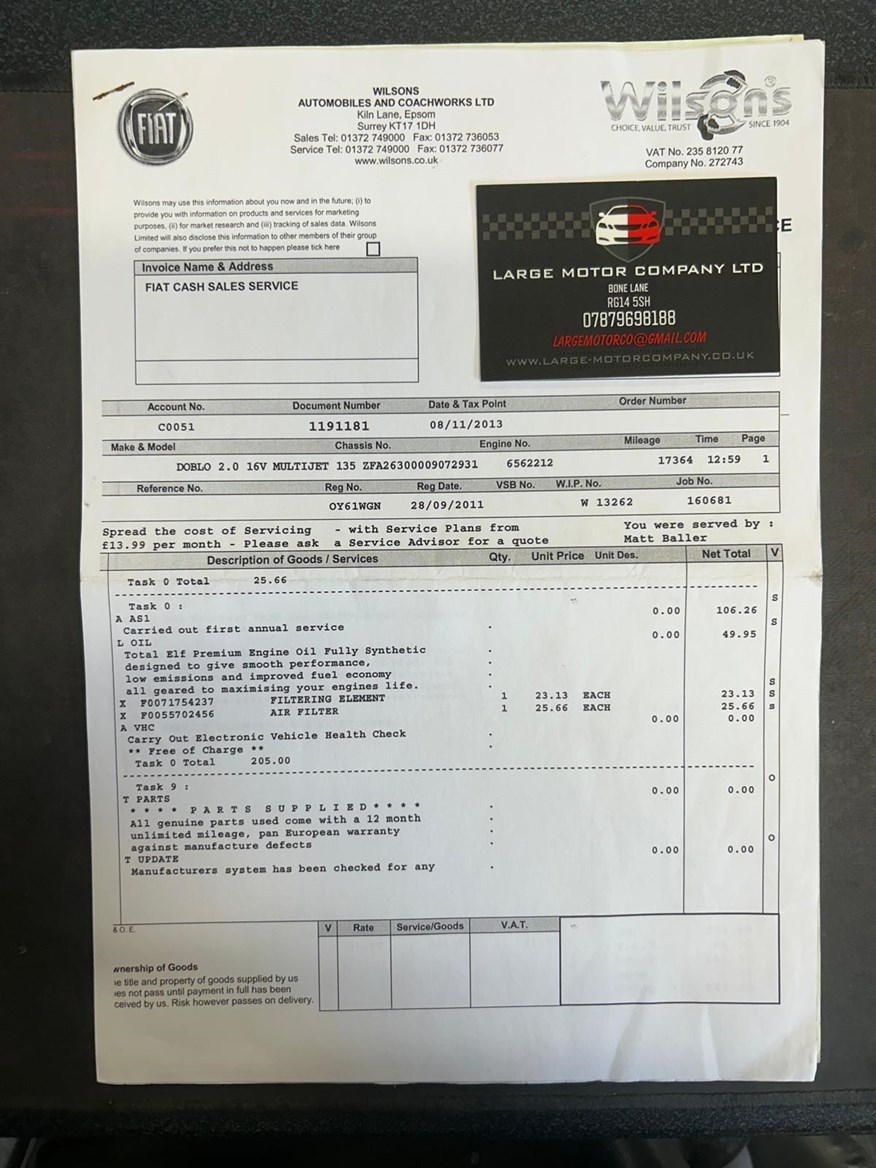 FIAT
WILSONS
AUTOMOBILES AND COACHWORKS LTD
Kiln Lane, Epsom
Surrey KT17 1DH
Sales Tel: 01372 749000 Fax: 01372 736053
Service Tel: 01372 749000 Fax: 01372 736077
www.wilsons.co.uk
Wilson's ®
CHOICE, VALUE, TRUST SINCE 1904
VAT No. 235 8120 77
Company No. 272743
Wilsons may use this information about you now and in the future; (i) to
provide you with information on products and services for marketing
purposes, (ii) for market research and (iii) tracking of sales data. Wilsons
Limited will also disclose this information to other members of their group
of companies. If you prefer this not to happen please tick here
E
LARGE MOTOR COMPANY LTD
BONE LANE
RG14 5SH
07879698188
LARGEMOTORCO@GMAIL.COM
WWW.LARGE-MOTORCOMPANY.CO.UK
Invoice Name & Address
FIAT CASH SALES SERVICE
Account No. Document Number Date & Tax Point Order Number
C0051 1191181 08/11/2013
Make & Model Chassis No. Engine No. Mileage Time Page
DOBLO 2.0 16V MULTIJET 135 ZFA26300009072931 6562212 17364 12:59 1
Reference No. Reg No. Reg Date. VSB No. W.I.P. No. Job No.
OY61WGN 28/09/2011 W 13262 160681
Spread the cost of Servicing - with Service Plans from You were served by :
£13.99 per month - Please ask a Service Advisor for a quote Matt Baller
Description of Goods / Services Qty. Unit Price Unit Des. Net Total V
Task 0 Total 25.66
Task 0 : S
A AS1 0.00 106.26
Carried out first annual service S
L OIL 0.00 49.95
Total Elf Premium Engine Oil Fully Synthetic
designed to give smooth performance,
low emissions and improved fuel economy
all geared to maximising your engines life. S
X F0071754237 FILTERING ELEMENT 1 23.13 EACH 23.13 S
X F0055702456 AIR FILTER 1 25.66 EACH 25.66 S
A VHC 0.00 0.00
Carry Out Electronic Vehicle Health Check
** Free of Charge **
Task 0 Total 205.00
Task 9 : O
T PARTS 0.00 0.00
* * * * P A R T S S U P P L I E D * * * *
All genuine parts used come with a 12 month
unlimited mileage, pan European warranty
against manufacture defects O
T UPDATE 0.00 0.00
Manufacturers system has been checked for any
& O. E.
V Rate Service/Goods V.A.T.
wnership of Goods
e title and property of goods supplied by us
es not pass until payment in full has been
ceived by us. Risk however passes on delivery.